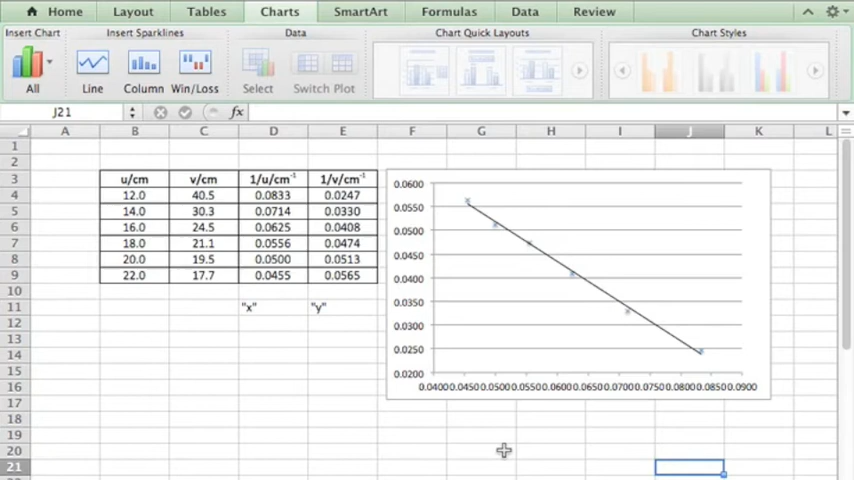 Home Layout Tables Charts SmartArt Formulas Data Review
Insert Chart Insert Sparklines Data Chart Quick Layouts Chart Styles
All Line Column Win/Loss Select Switch Plot
J21 fx
A B C D E F G H I J K L
1
2
3 u/cm v/cm 1/u/cm⁻¹ 1/v/cm⁻¹
4 12.0 40.5 0.0833 0.0247
5 14.0 30.3 0.0714 0.0330
6 16.0 24.5 0.0625 0.0408
7 18.0 21.1 0.0556 0.0474
8 20.0 19.5 0.0500 0.0513
9 22.0 17.7 0.0455 0.0565
10
11 "x" "y"
12
13
14
15
16
17
18
19
20
21
0.0600
0.0550
0.0500
0.0450
0.0400
0.0350
0.0300
0.0250
0.0200
0.0400 0.0450 0.0500 0.0550 0.0600 0.0650 0.0700 0.0750 0.0800 0.0850 0.0900